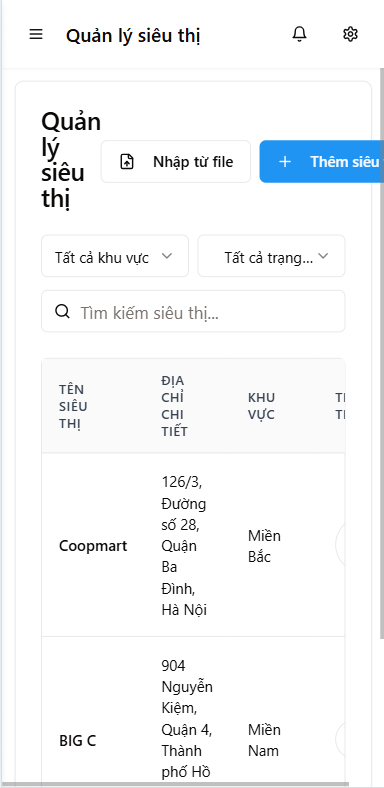 Quản lý siêu thị
Quản
lý
siêu
thị
Nhập từ file
Thêm siêu
Tất cả khu vực
Tất cả trạng...
Tìm kiếm siêu thị...
TÊN
SIÊU
THỊ
ĐỊA
CHỈ
CHI
TIẾT
KHU
VỰC
Coopmart
126/3,
Đường
số 28,
Quận
Ba
Đình,
Hà Nội
Miền
Bắc
BIG C
904
Nguyễn
Kiệm,
Quận 4,
Thành
phố Hồ
Miền
Nam